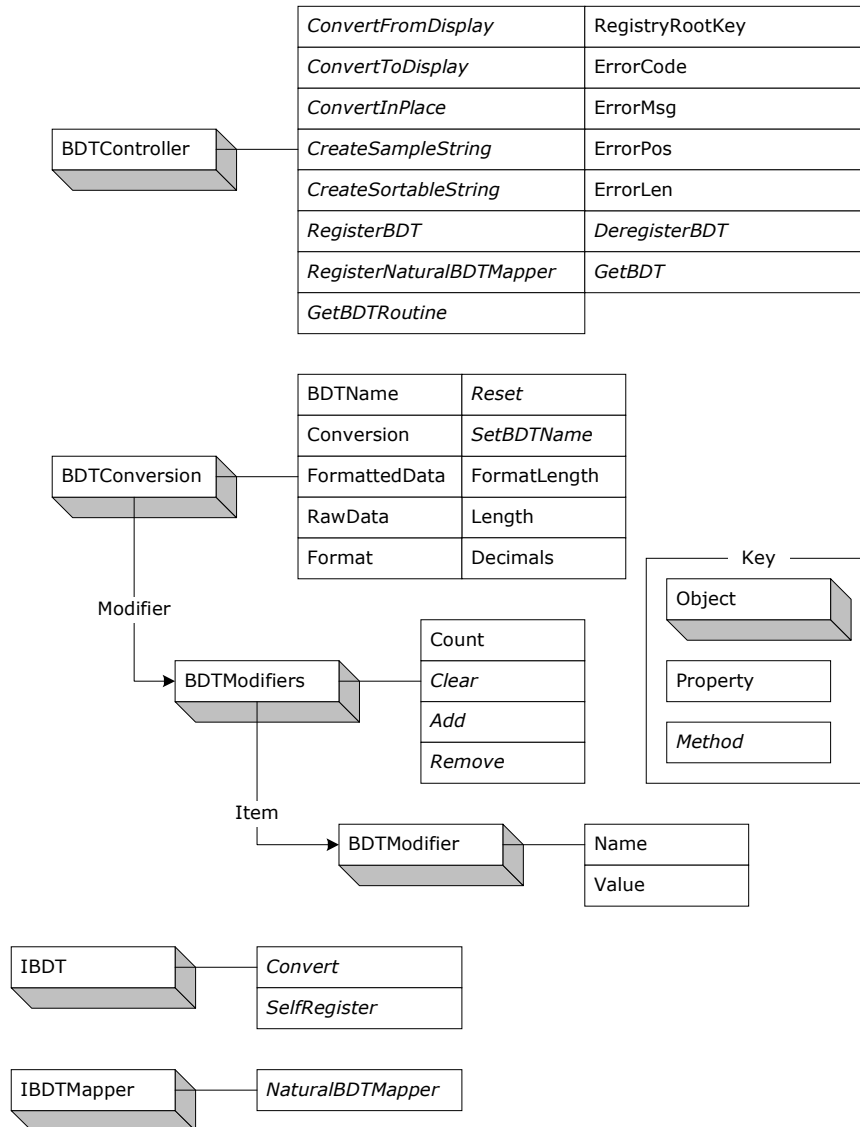 ConvertFromDisplay RegistryRootKey
ConvertToDisplay ErrorCode
ConvertInPlace ErrorMsg
BDTController
CreateSampleString ErrorPos
CreateSortableString ErrorLen
RegisterBDT DeregisterBDT
RegisterNaturalBDTMapper GetBDT
GetBDTRoutine
BDTName Reset
Conversion SetBDTName
BDTConversion
FormattedData FormatLength
RawData Length
Format Decimals
Key
Object
Property
Method
Modifier
BDTModifiers
Count
Clear
Add
Remove
Item
BDTModifier
Name
Value
IBDT
Convert
SelfRegister
IBDTMapper
NaturalBDTMapper